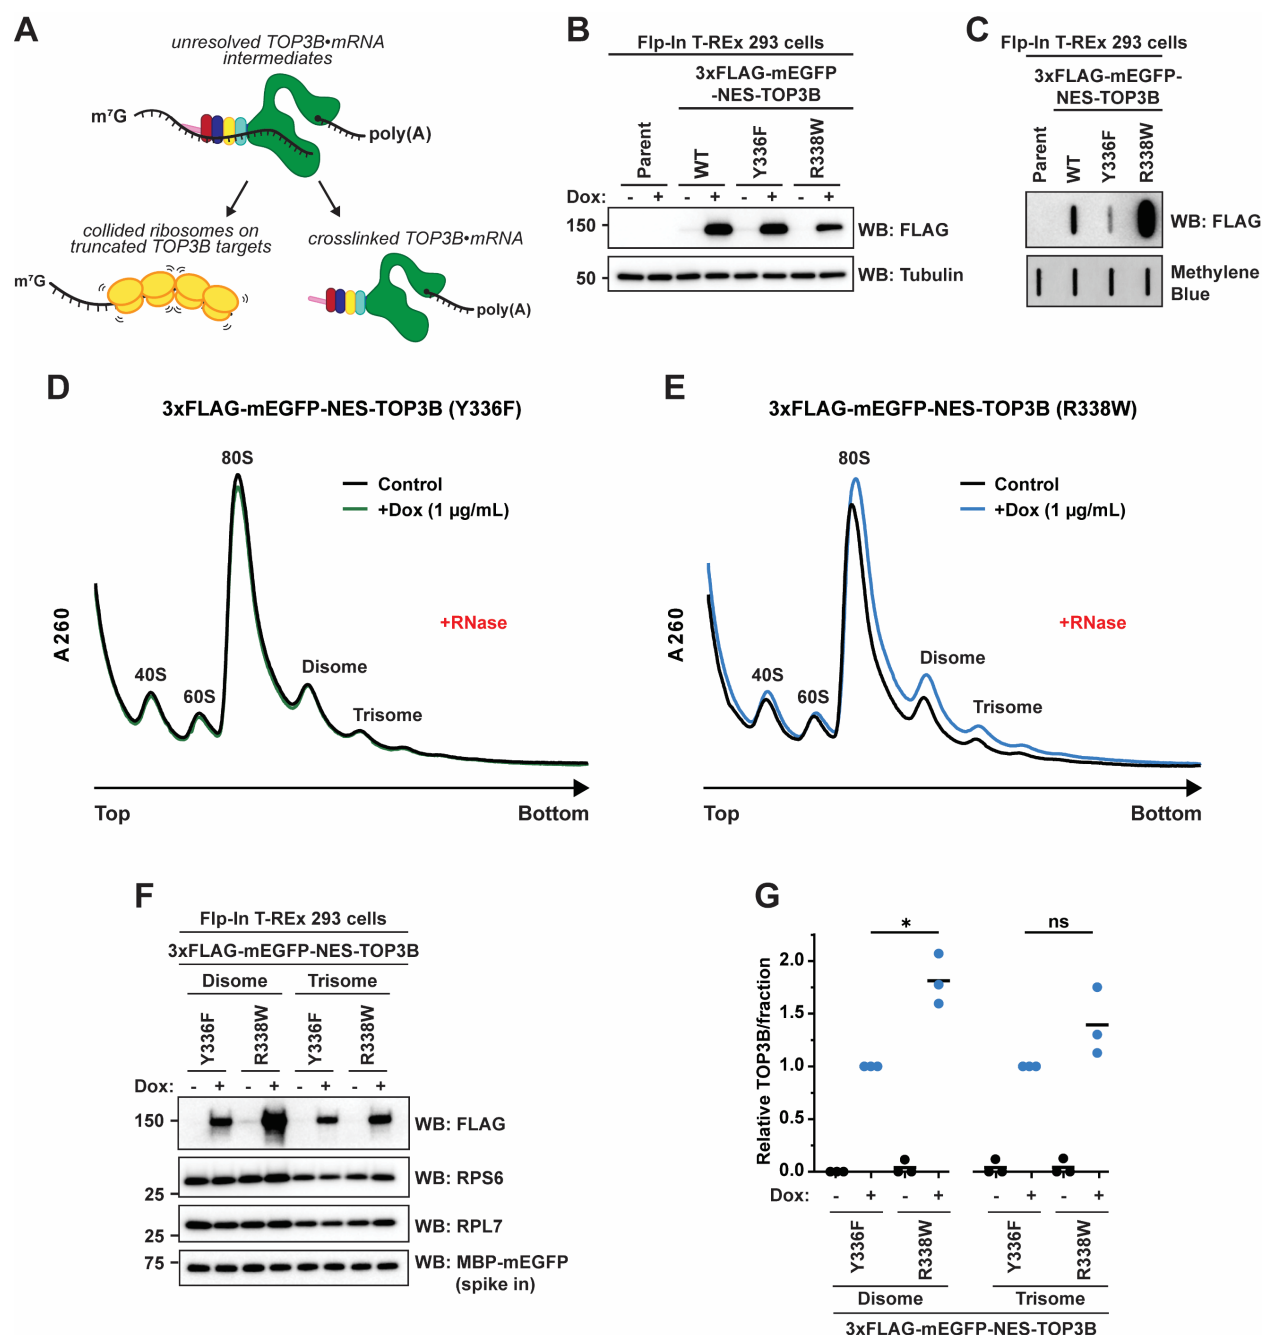 A
unresolved TOP3B•mRNA
intermediates
m⁷G
poly(A)
collided ribosomes on
truncated TOP3B targets
crosslinked TOP3B•mRNA
m⁷G
poly(A)
B
Flp-In T-REx 293 cells
3xFLAG-mEGFP
-NES-TOP3B
Parent
WT
Y336F
R338W
Dox: - + - + - + - +
150
WB: FLAG
50
WB: Tubulin
C
Flp-In T-REx 293 cells
3xFLAG-mEGFP-
NES-TOP3B
Parent
WT
Y336F
R338W
WB: FLAG
Methylene
Blue
D
3xFLAG-mEGFP-NES-TOP3B (Y336F)
80S
Control
+Dox (1 µg/mL)
A260
+RNase
40S
60S
Disome
Trisome
Top
Bottom
E
3xFLAG-mEGFP-NES-TOP3B (R338W)
80S
Control
+Dox (1 µg/mL)
A260
+RNase
40S
60S
Disome
Trisome
Top
Bottom
F
Flp-In T-REx 293 cells
3xFLAG-mEGFP-NES-TOP3B
Disome Trisome
Y336F
R338W
Y336F
R338W
Dox: - + - + - + - +
150
WB: FLAG
WB: RPS6
25
WB: RPL7
25
75
WB: MBP-mEGFP
(spike in)
G
*
ns
Relative TOP3B/fraction
2.0
1.5
1.0
0.5
0.0
Dox: - + - + - + - +
Y336F
R338W
Y336F
R338W
Disome Trisome
3xFLAG-mEGFP-NES-TOP3B